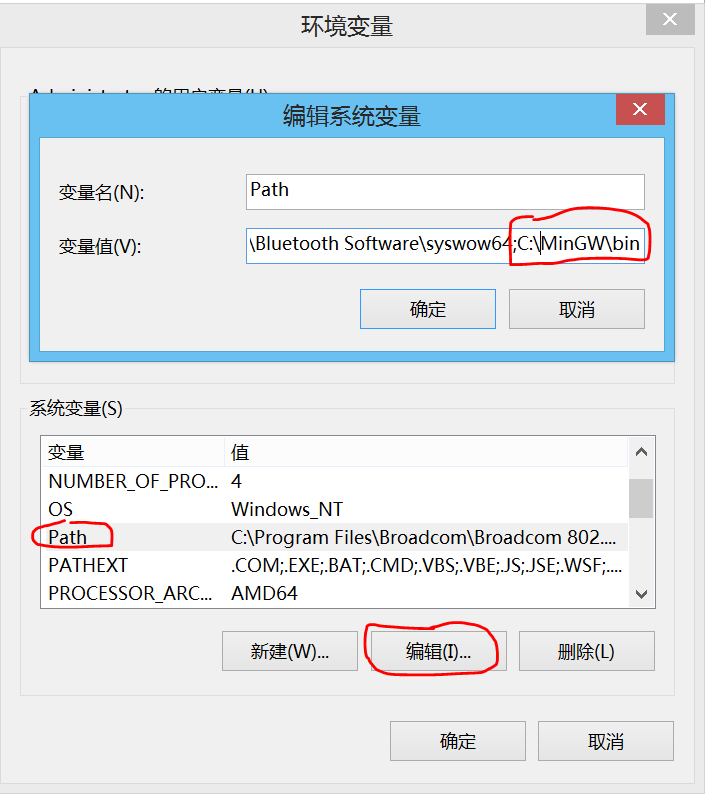 环境变量
的用户变量(U)
编辑系统变量
变量名(N):
Path
变量值(V):
\Bluetooth Software\syswow64;C:\MinGW\bin
确定
取消
系统变量(S)
变量 值
NUMBER_OF_PRO... 4
OS Windows_NT
Path C:\Program Files\Broadcom\Broadcom 802....
PATHEXT .COM;.EXE;.BAT;.CMD;.VBS;.VBE;.JS;.JSE;.WSF;....
PROCESSOR_ARC... AMD64
新建(W)...
编辑(I)...
删除(L)
确定
取消